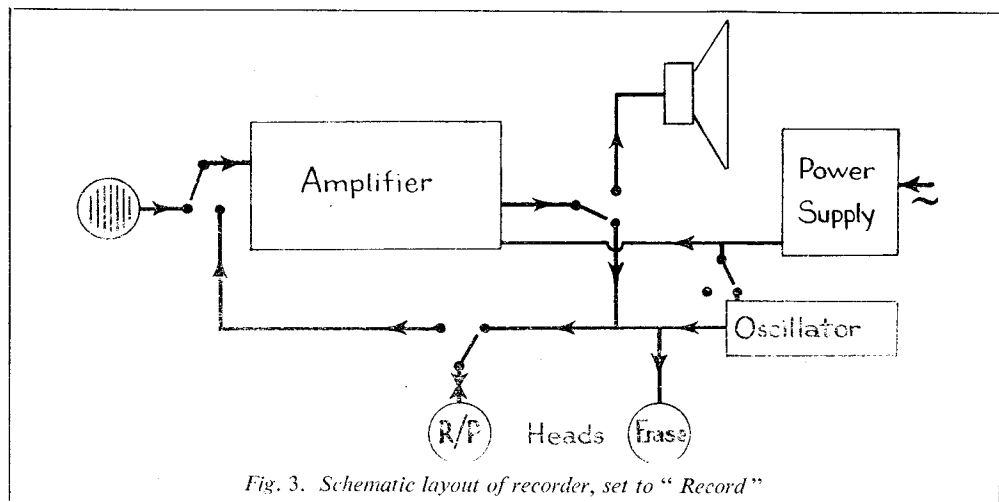 Amplifier
Power
Supply
~
Oscillator
R/P Heads Erase
Fig. 3. Schematic layout of recorder, set to “ Record ”